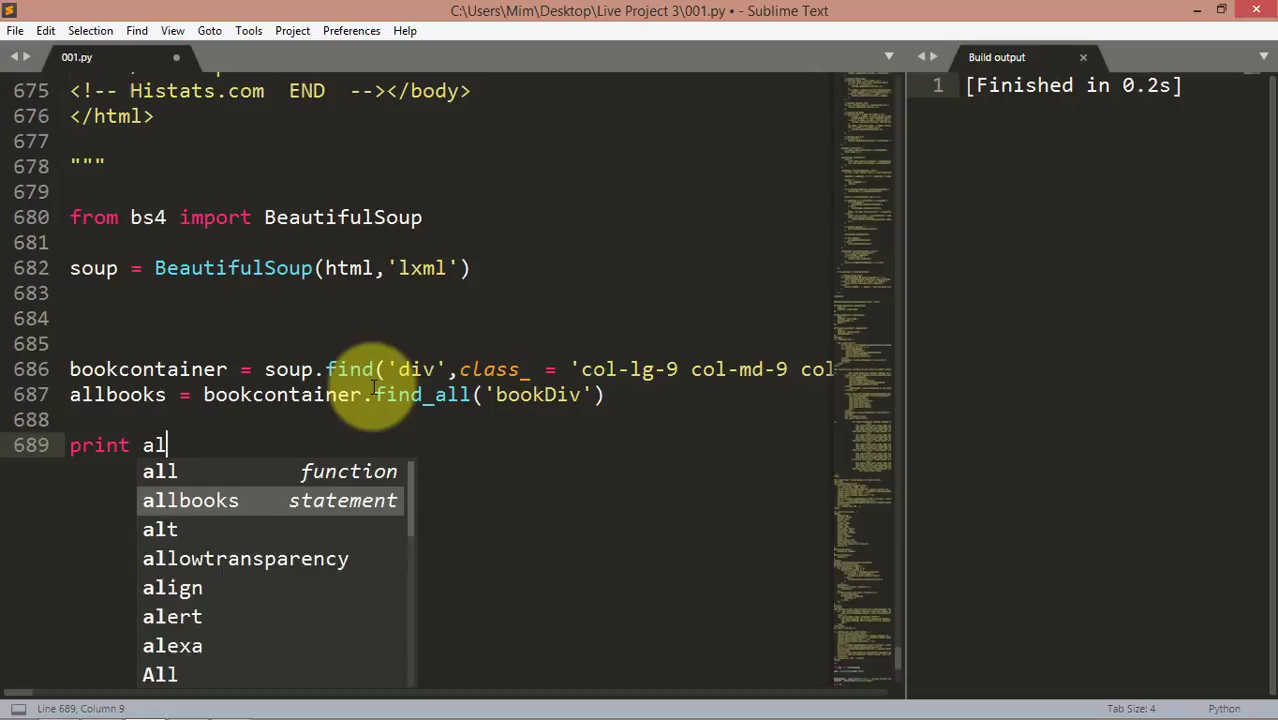 C:\Users\Mim\Desktop\Live Project 3\001.py • - Sublime Text
File Edit Selection Find View Goto Tools Project Preferences Help
001.py
Build output
675 <!-- Histats.com  END  --></body>
676 </html>
677
678 """
679
680 from bs4 import BeautifulSoup
681
682 soup = BeautifulSoup(html,'lxml')
683
684
685
686 bookcontainer = soup.find('div',class_ = 'col-lg-9 col-md-9 col
687 allbooks = bookcontainer.find_all('bookDiv')
688
689 print al
all function
allbooks statement
alt
allowtransparency
align
alert
alexa
All
1 [Finished in 0.2s]
Line 689, Column 9
Tab Size: 4
Python